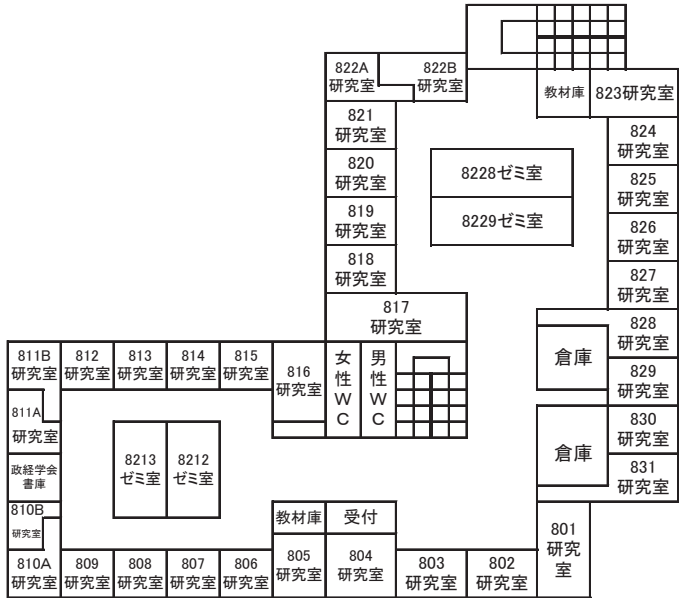 822A
研究室
822B
研究室
教材庫
823研究室
821
研究室
824
研究室
820
研究室
8228ゼミ室
825
研究室
819
研究室
8229ゼミ室
826
研究室
818
研究室
827
研究室
817
研究室
828
研究室
倉庫
829
研究室
811B
研究室
812
研究室
813
研究室
814
研究室
815
研究室
816
研究室
女性WC
男性WC
811A
研究室
830
研究室
倉庫
831
研究室
政経学会
書庫
8213
ゼミ室
8212
ゼミ室
810B
研究室
教材庫
受付
801
研究室
810A
研究室
809
研究室
808
研究室
807
研究室
806
研究室
805
研究室
804
研究室
803
研究室
802
研究室